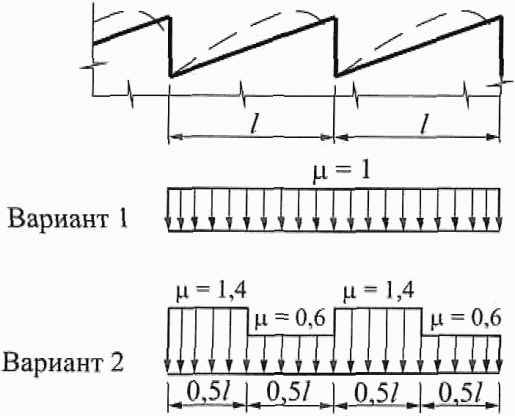 l l
μ = 1
Вариант 1
μ = 1,4 μ = 0,6 μ = 1,4 μ = 0,6
Вариант 2
0,5l 0,5l 0,5l 0,5l